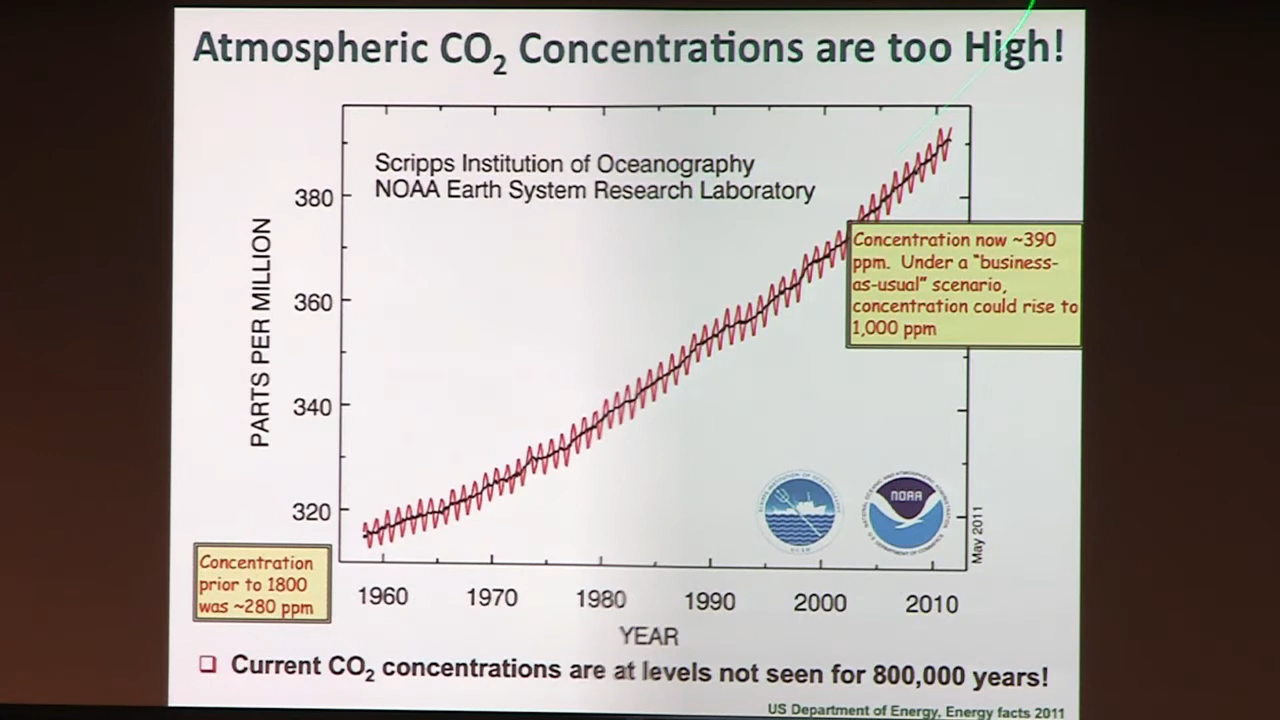 Atmospheric CO₂ Concentrations are too High!
Scripps Institution of Oceanography
NOAA Earth System Research Laboratory
PARTS PER MILLION
380
360
340
320
Concentration now ~390
ppm. Under a "business-
as-usual" scenario,
concentration could rise to
1,000 ppm
NOAA
May 2011
Concentration
prior to 1800
was ~280 ppm
1960 1970 1980 1990 2000 2010
YEAR
❑ Current CO₂ concentrations are at levels not seen for 800,000 years!
US Department of Energy, Energy facts 2011